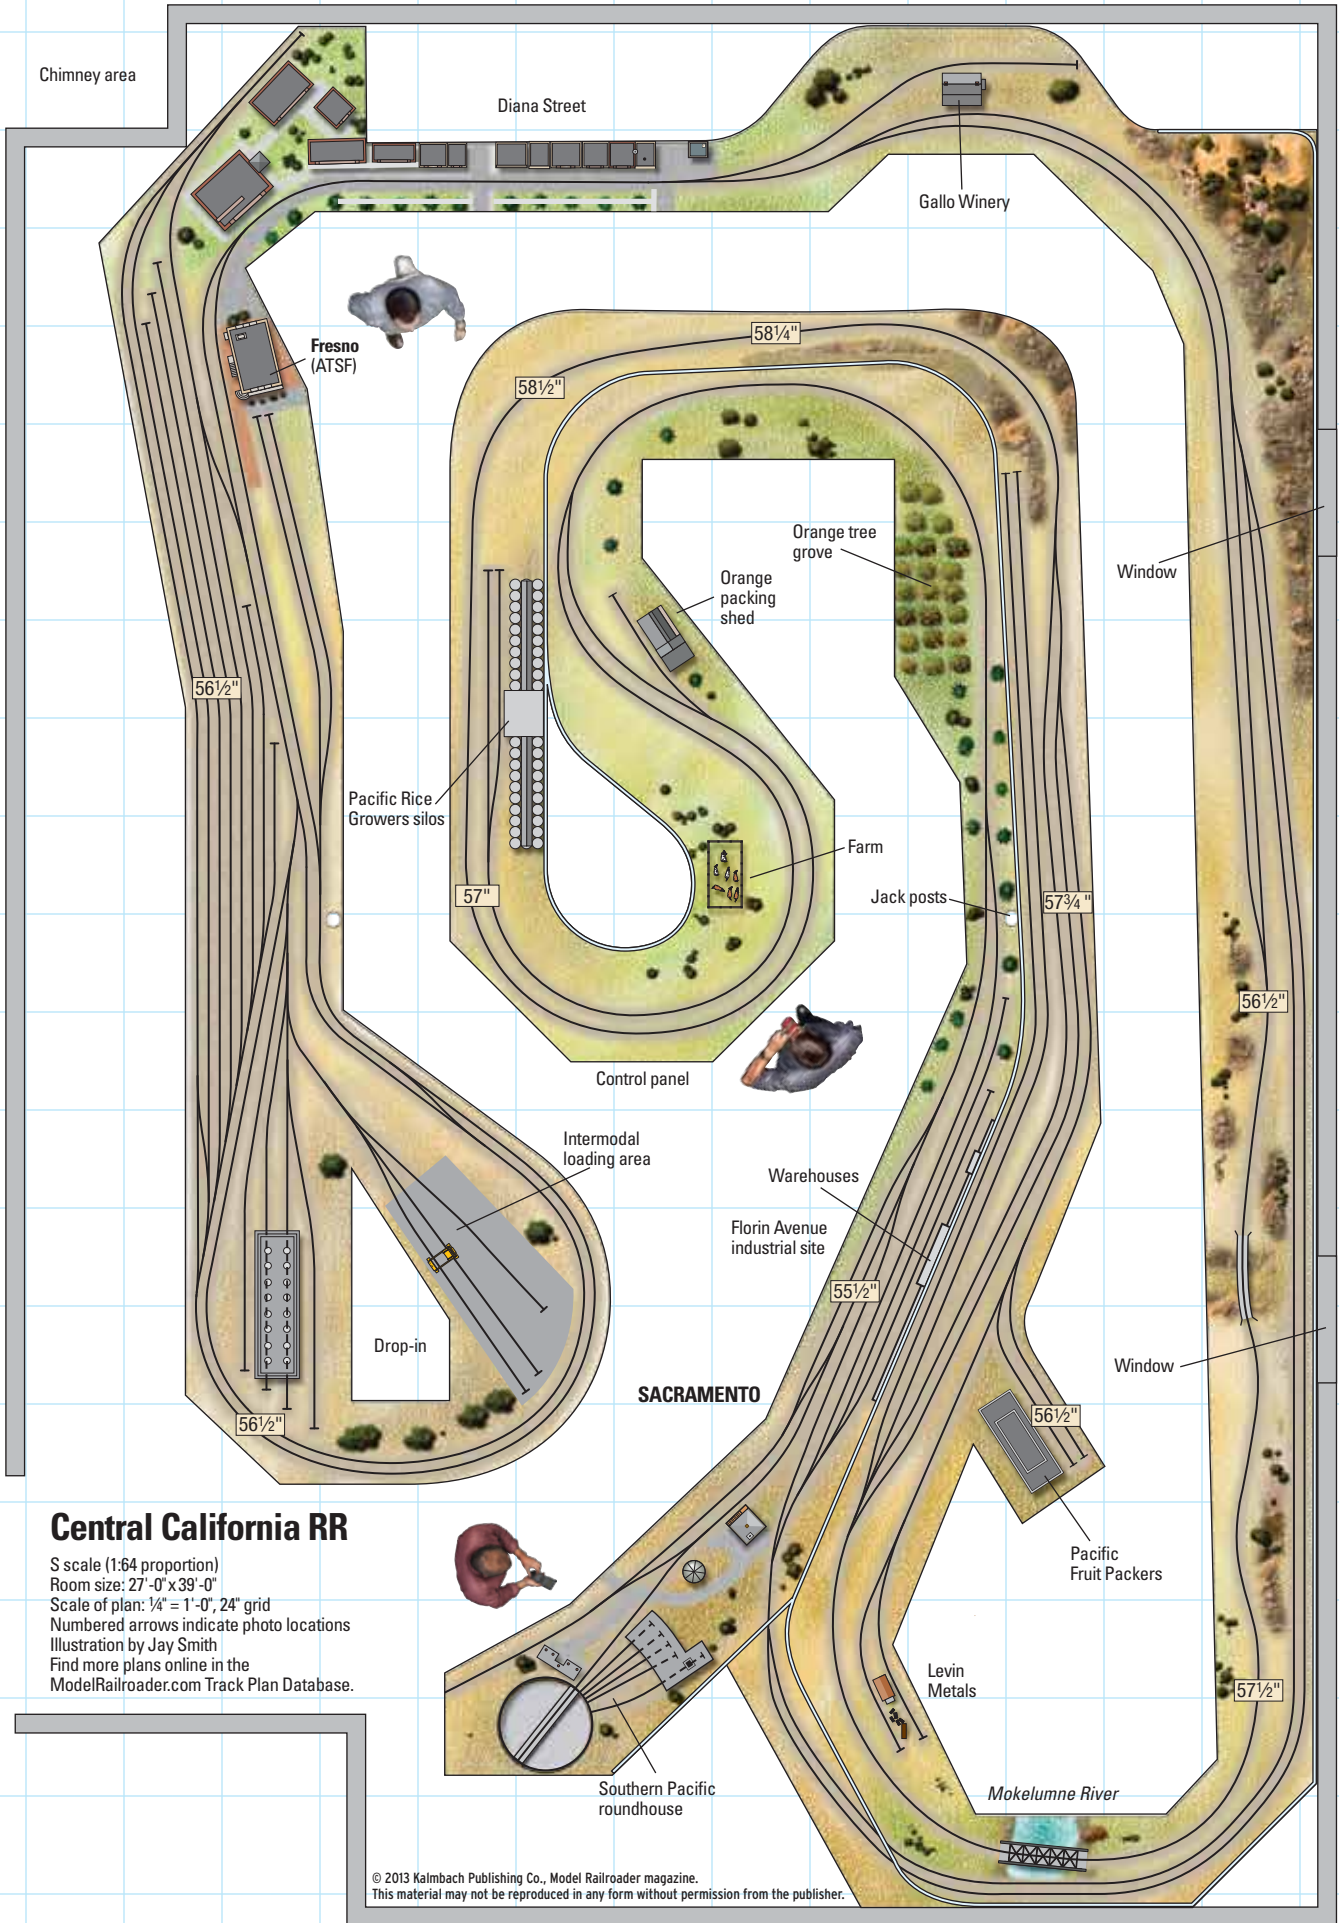 Chimney area
Diana Street
Gallo Winery
Fresno
(ATSF)
58¼"
58½"
Orange tree
grove
Window
Orange
packing
shed
56½"
Pacific Rice
Growers silos
Farm
57"
Jack posts
57¾"
56½"
Control panel
Intermodal
loading area
Warehouses
Florin Avenue
industrial site
55½"
Drop-in
Window
SACRAMENTO
56½"
56½"
Central California RR
S scale (1:64 proportion)
Room size: 27'-0" x 39'-0"
Scale of plan: ¼" = 1'-0", 24" grid
Numbered arrows indicate photo locations
Illustration by Jay Smith
Find more plans online in the
ModelRailroader.com Track Plan Database.
Pacific
Fruit Packers
Levin
Metals
57½"
Southern Pacific
roundhouse
Mokelumne River
© 2013 Kalmbach Publishing Co., Model Railroader magazine.
This material may not be reproduced in any form without permission from the publisher.